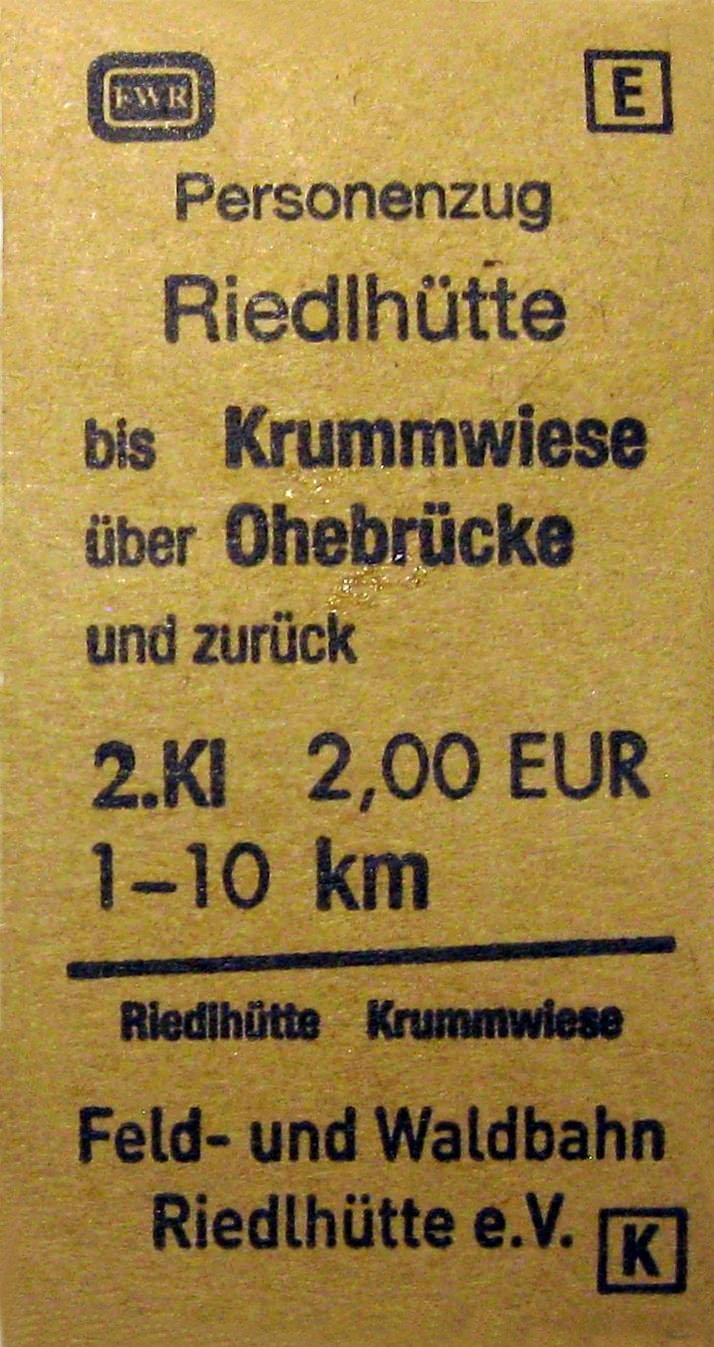 FWR E
Personenzug
Riedlhütte
bis Krummwiese
über Ohebrücke
und zurück
2.Kl 2,00 EUR
1–10 km
Riedlhütte Krummwiese
Feld- und Waldbahn
Riedlhütte e.V. K